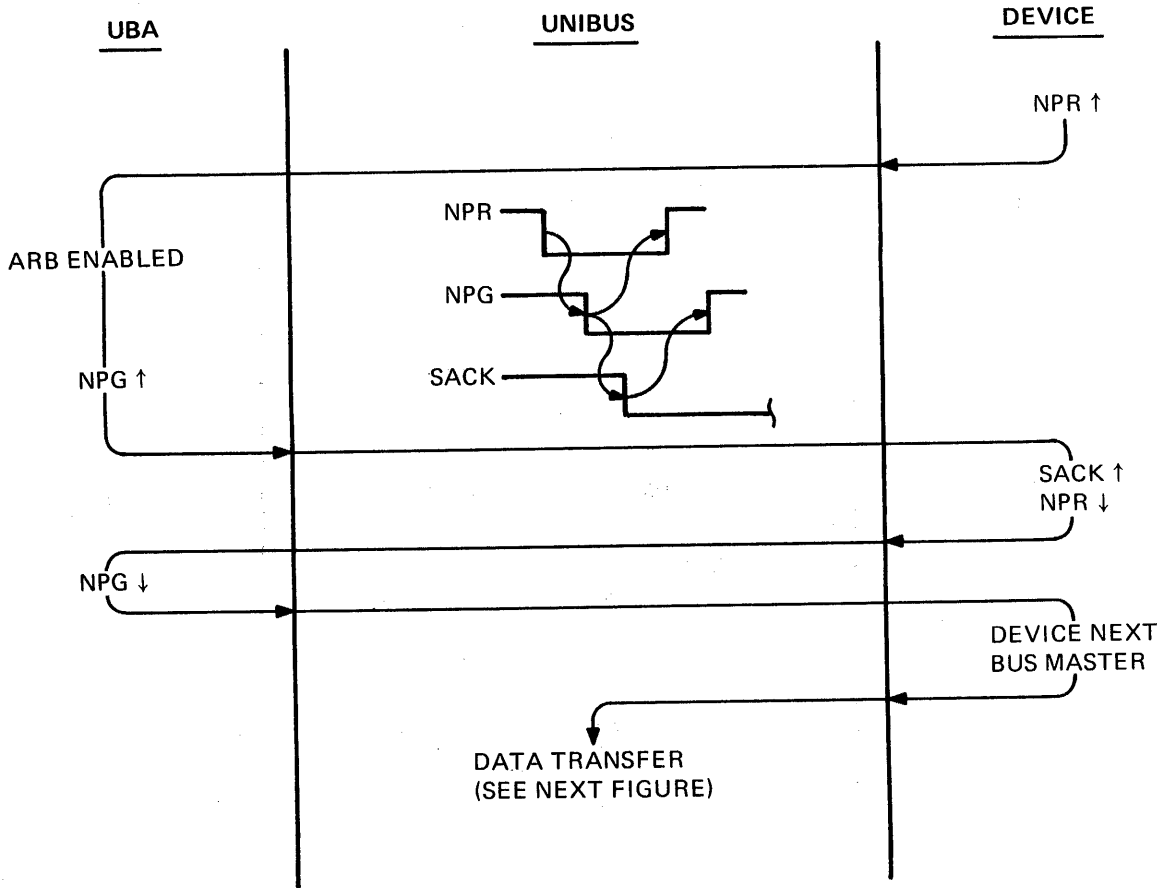 UBA
UNIBUS
DEVICE
NPR ↑
NPR
ARB ENABLED
NPG
NPG ↑
SACK
SACK ↑
NPR ↓
NPG ↓
DEVICE NEXT
BUS MASTER
DATA TRANSFER
(SEE NEXT FIGURE)